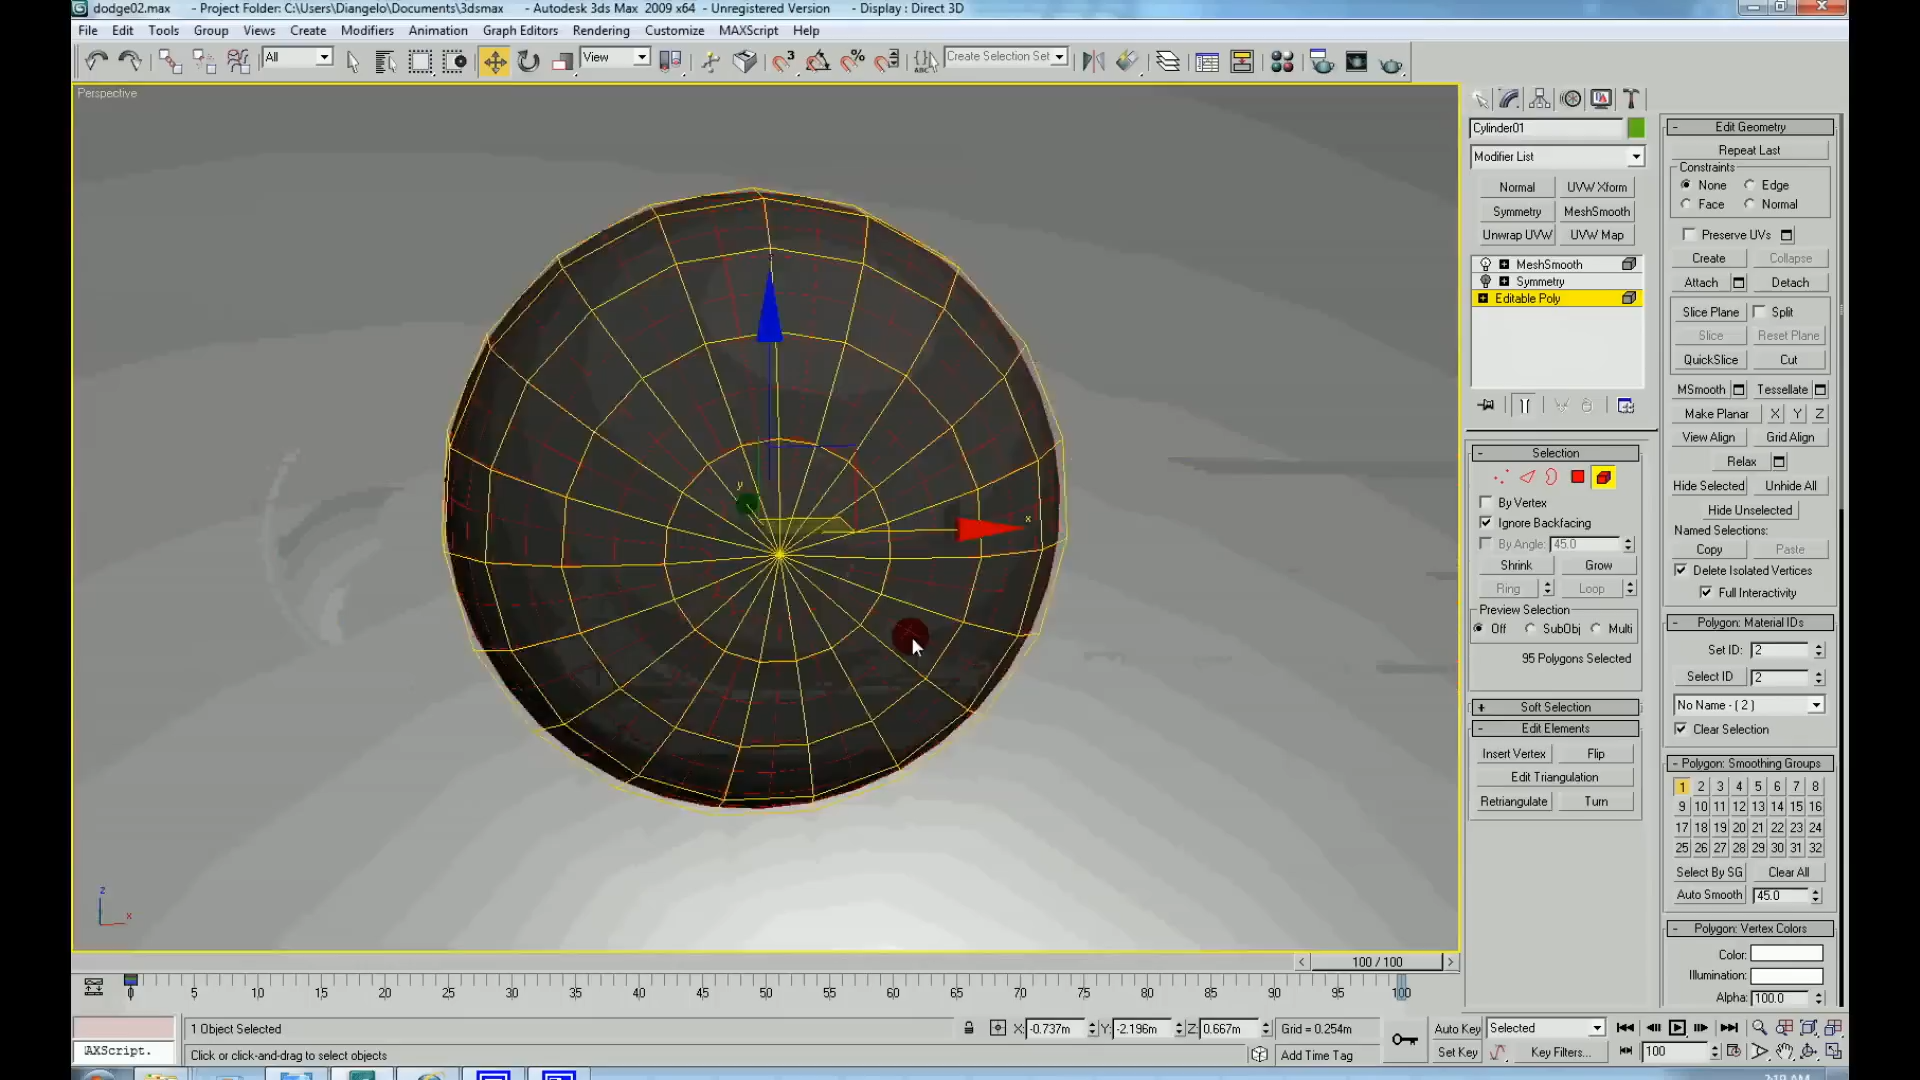 dodge02.max - Project Folder: C:\Users\Diangelo\Documents\3dsmax - Autodesk 3ds Max 2009 x64 - Unregistered Version - Display : Direct 3D
File Edit Tools Group Views Create Modifiers Animation Graph Editors Rendering Customize MAXScript Help
All View 3 Create Selection Set
Perspective
y x
z x
Cylinder01
Modifier List
Normal UVW Xform
Symmetry MeshSmooth
Unwrap UVW UVW Map
MeshSmooth
Symmetry
Editable Poly
Selection
By Vertex
Ignore Backfacing
By Angle: 45.0
Shrink Grow
Ring Loop
Preview Selection
Off SubObj Multi
95 Polygons Selected
Soft Selection
Edit Elements
Insert Vertex Flip
Edit Triangulation
Retriangulate Turn
Edit Geometry
Repeat Last
Constraints
None Edge
Face Normal
Preserve UVs
Create Collapse
Attach Detach
Slice Plane Split
Slice Reset Plane
QuickSlice Cut
MSmooth Tessellate
Make Planar X Y Z
View Align Grid Align
Relax
Hide Selected Unhide All
Hide Unselected
Named Selections:
Copy Paste
Delete Isolated Vertices
Full Interactivity
Polygon: Material IDs
Set ID: 2
Select ID 2
No Name - ( 2 )
Clear Selection
Polygon: Smoothing Groups
1 2 3 4 5 6 7 8
9 10 11 12 13 14 15 16
17 18 19 20 21 22 23 24
25 26 27 28 29 30 31 32
Select By SG Clear All
Auto Smooth 45.0
Polygon: Vertex Colors
Color:
Illumination:
Alpha: 100.0
< 100 / 100 >
0 5 10 15 20 25 30 35 40 45 50 55 60 65 70 75 80 85 90 95 100
1 Object Selected X: -0.737m Y: -2.196m Z: 0.667m Grid = 0.254m Auto Key Selected
AXScript. Click or click-and-drag to select objects Add Time Tag Set Key Key Filters... 100